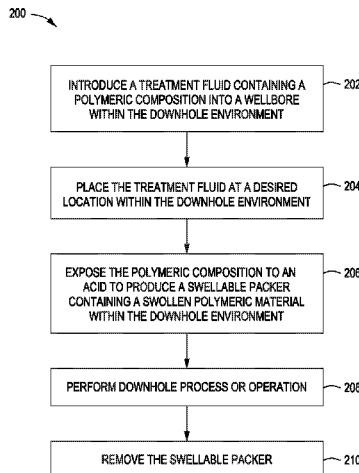 200
INTRODUCE A TREATMENT FLUID CONTAINING A
POLYMERIC COMPOSITION INTO A WELLBORE
WITHIN THE DOWNHOLE ENVIRONMENT
202
PLACE THE TREATMENT FLUID AT A DESIRED
LOCATION WITHIN THE DOWNHOLE ENVIRONMENT
204
EXPOSE THE POLYMERIC COMPOSITION TO AN
ACID TO PRODUCE A SWELLABLE PACKER
CONTAINING A SWOLLEN POLYMERIC MATERIAL
WITHIN THE DOWNHOLE ENVIRONMENT
206
PERFORM DOWNHOLE PROCESS OR OPERATION
208
REMOVE THE SWELLABLE PACKER
210